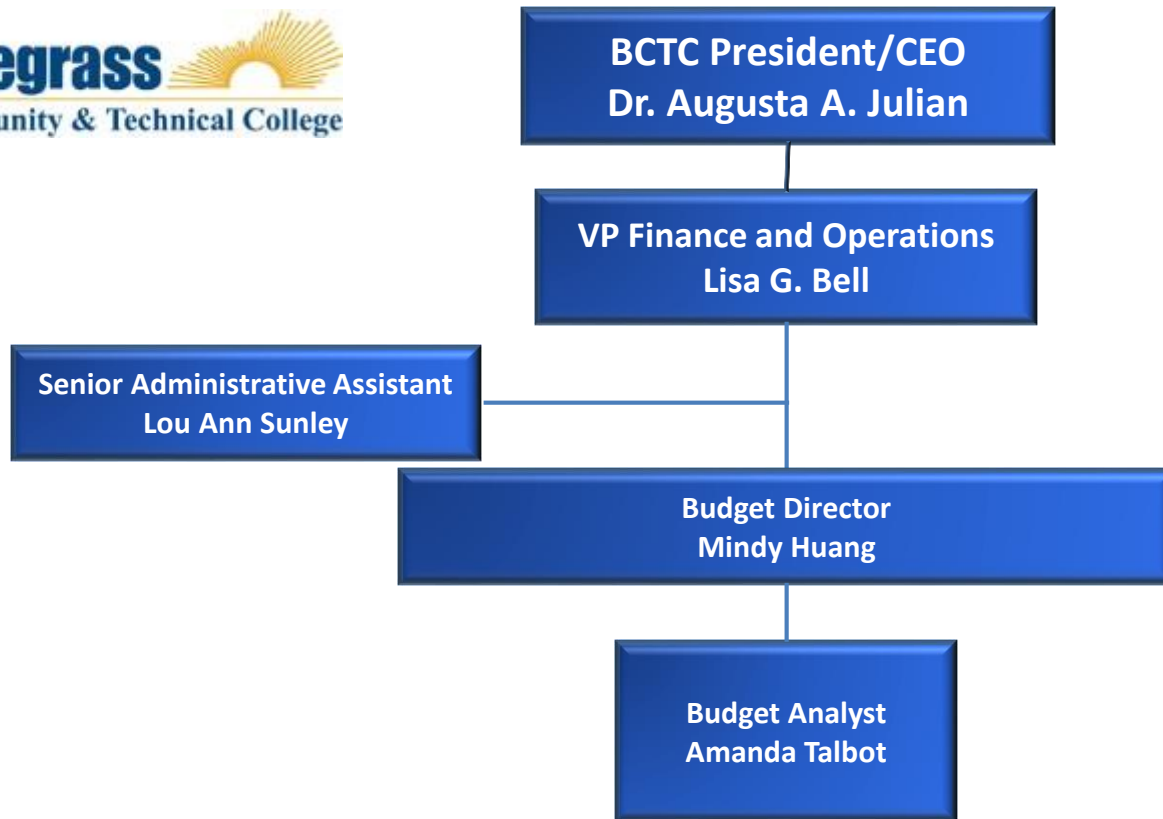 egrass
unity & Technical College
BCTC President/CEO
Dr. Augusta A. Julian
VP Finance and Operations
Lisa G. Bell
Senior Administrative Assistant
Lou Ann Sunley
Budget Director
Mindy Huang
Budget Analyst
Amanda Talbot